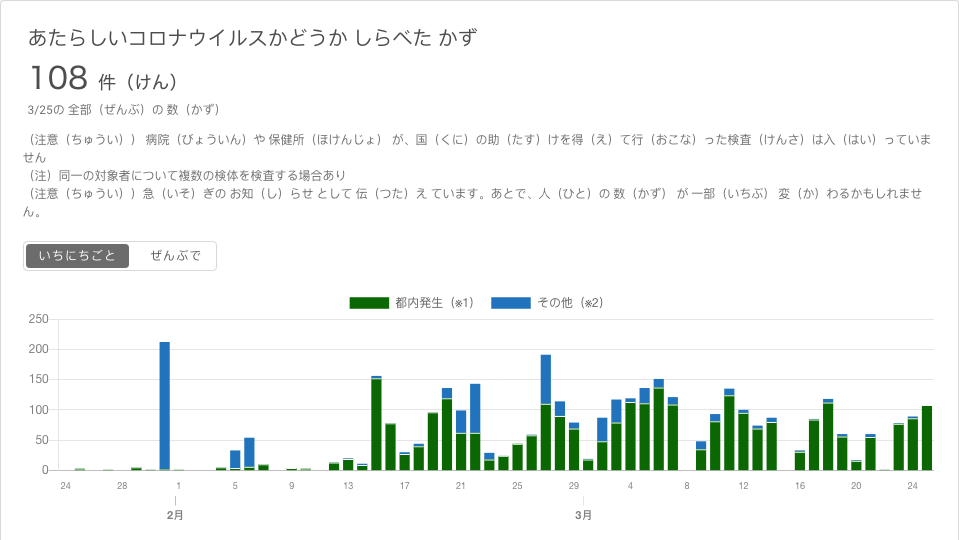 あたらしいコロナウイルスかどうか しらべた かず
108 件（けん）
3/25の 全部（ぜんぶ）の 数（かず）
（注意（ちゅうい）） 病院（びょういん）や 保健所（ほけんじょ） が、国（くに）の助（たす）けを得（え）て行（おこな）った検査（けんさ）は入（はい）っていま
せん
（注）同一の対象者について複数の検体を検査する場合あり
（注意（ちゅうい））急（いそ）ぎの お知（し）らせ として 伝（つた）え ています。あとで、人（ひと）の 数（かず） が 一部（いちぶ） 変（か）わるかもしれませ
ん。
いちにちごと ぜんぶで
都内発生（※1） その他（※2）
250
200
150
100
50
0
24 28 1 5 9 13 17 21 25 29 4 8 12 16 20 24
2月 3月